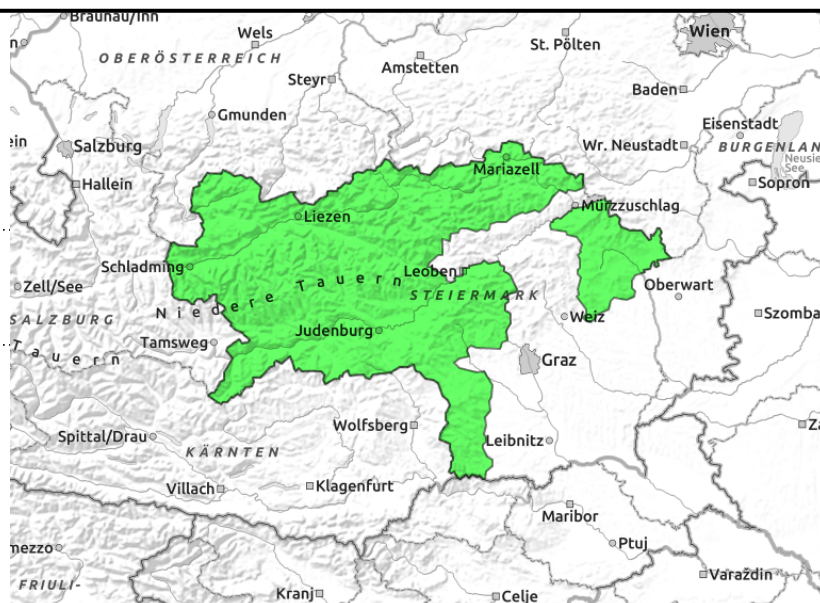 Braunau/Inn
Wels
Wien
St. Pölten
OBERÖSTERREICH
Amstetten
Steyr
Baden
Gmunden
Eisenstadt
Salzburg
Wr. Neustadt
BURGENLAN
Neusie
See
Mariazell
Hallein
Sopron
Mürzzuschlag
Liezen
Schladming
Leoben
Zell/See
Niedere Tauern
STEIERMARK
Oberwart
SALZBURG
Weiz
Szomba
Judenburg
Tamsweg
Tauern
Graz
Wolfsberg
Spittal/Drau
Leibnitz
KÄRNTEN
Villach
Klagenfurt
Maribor
Ptuj
mezzo
Varaždin
FRIULI-
Kranj
Celje